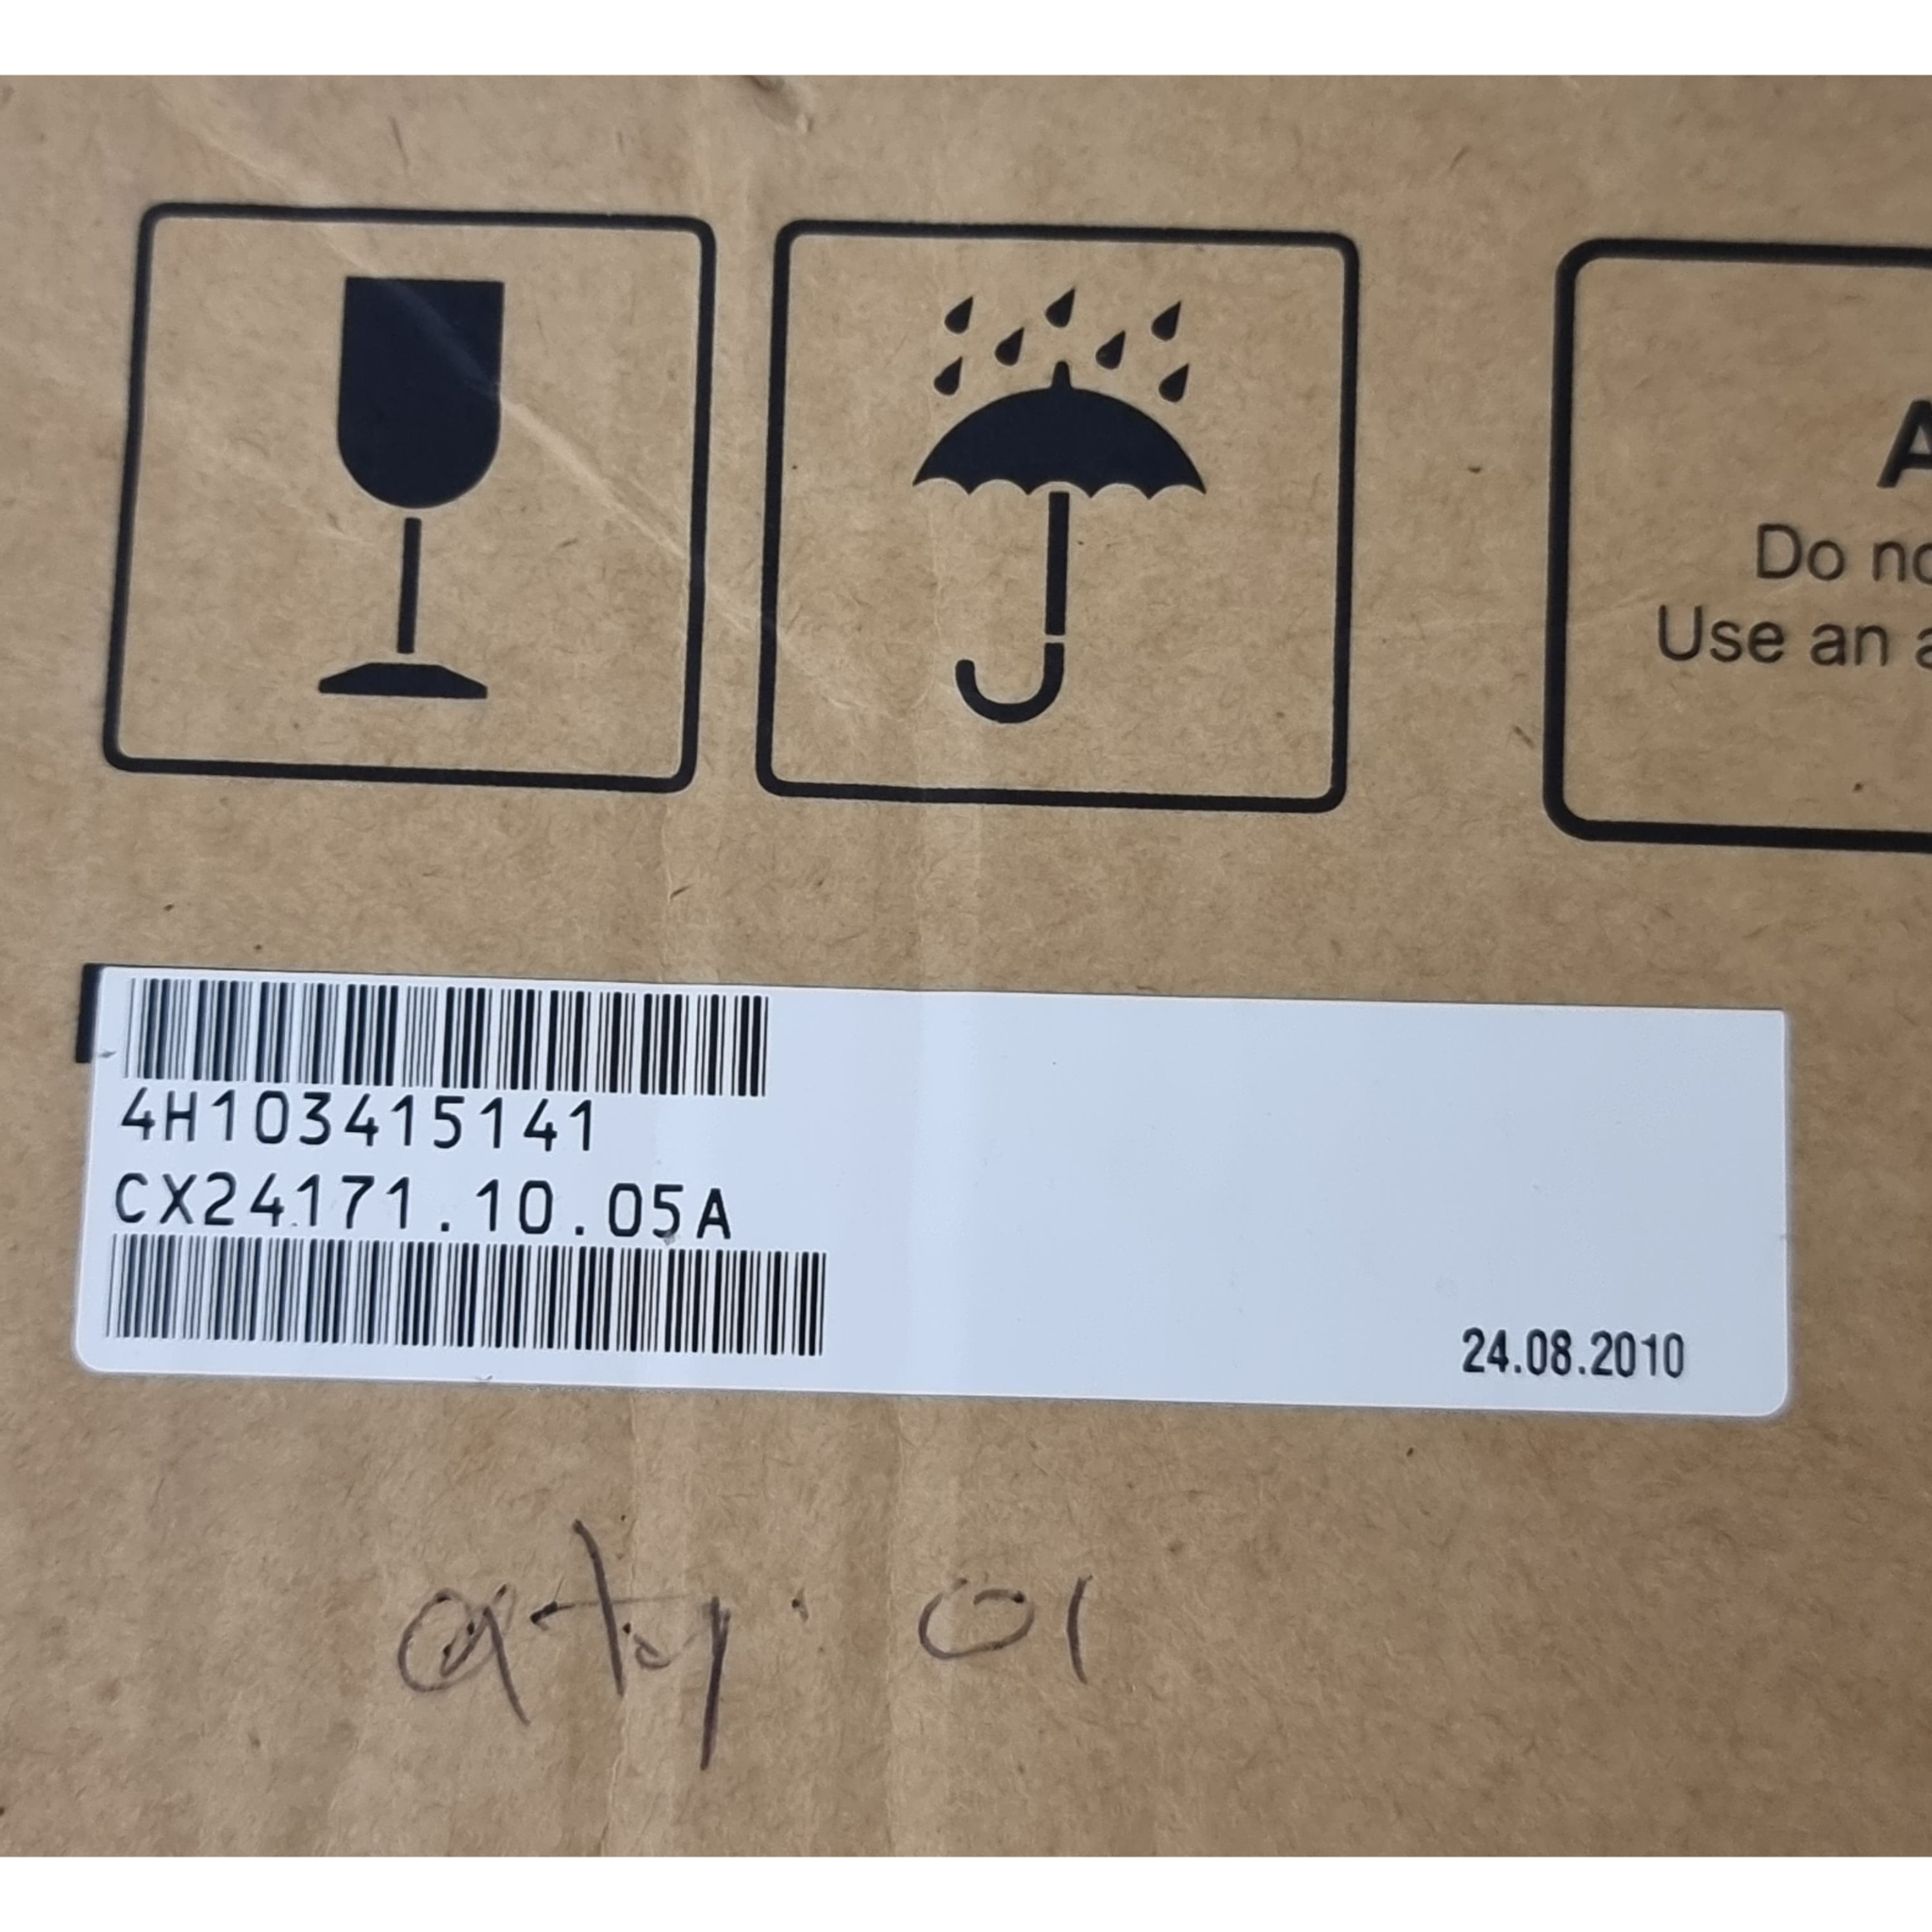 A
Do no
Use an a
4H103415141
CX24171.10.05A
24.08.2010
Qty. 01